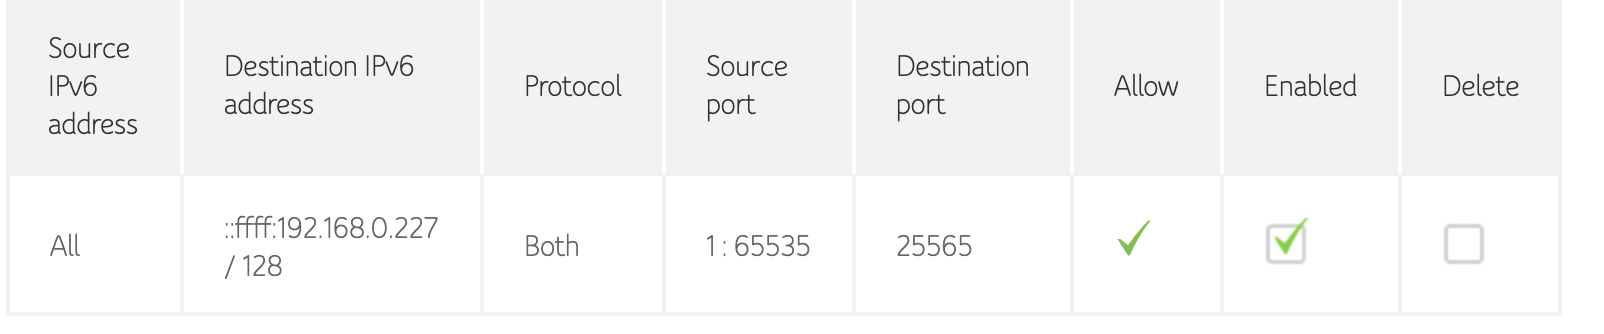 Source
IPv6
address
Destination IPv6
address
Protocol
Source
port
Destination
port
Allow
Enabled
Delete
All
::ffff:192.168.0.227
/ 128
Both
1 : 65535
25565